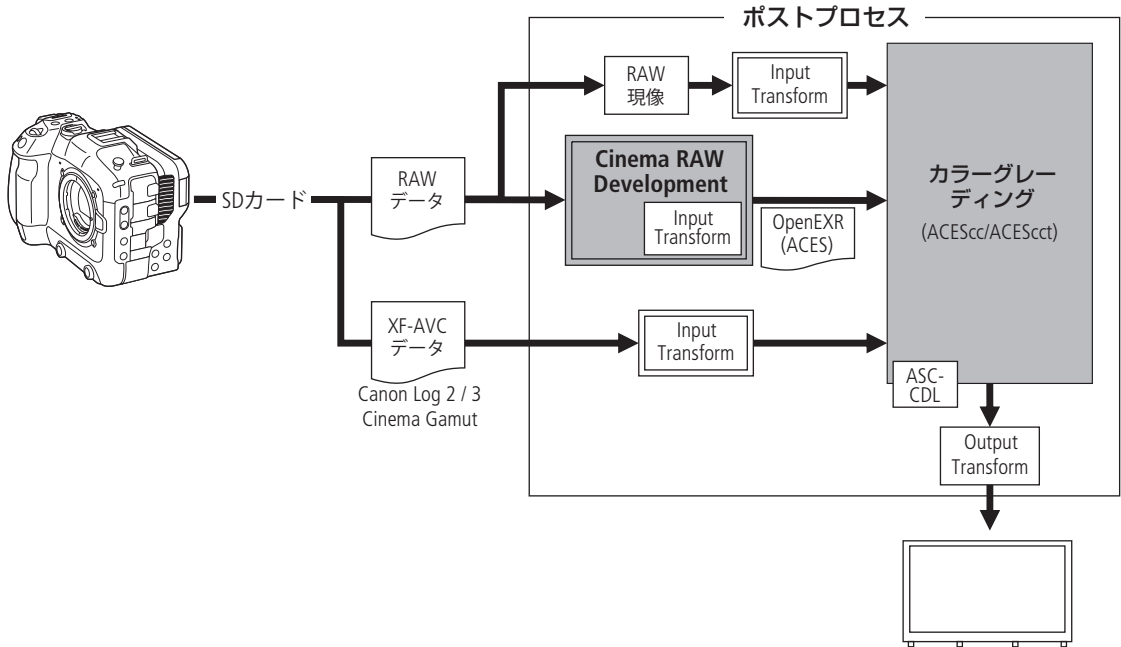 ポストプロセス
RAW
現像
Input
Transform
Cinema RAW
Development
Input
Transform
OpenEXR
(ACES)
カラーグレー
ディング
(ACEScc/ACEScct)
SDカード
RAW
データ
XF-AVC
データ
Canon Log 2 / 3
Cinema Gamut
Input
Transform
ASC-
CDL
Output
Transform